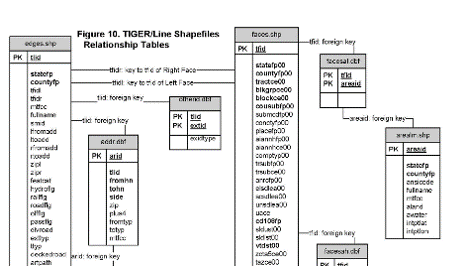 Figure 10. TIGER/Line Shapefiles
Relationship Tables
edges.shp
PK tlid
statefp
countyfp
tlid
tfidr
mtfcc
fullname
smid
lfromadd
ltoadd
rfromadd
rtoadd
zipl
zipr
featcat
hydroflg
railflg
roadflg
olfflg
passflg
divroad
exttyp
ttyp
deckedroad
artpath
tfidr: key to tfid of Right Face
tfidl: key to tfid of Left Face
tlid: foreign key
otherid.dbf
PK tlid
PK extid
exidtype
tlid: foreign key
addr.dbf
PK arid
tlid
fromhn
tohn
side
zip
plus4
fromtyp
totyp
mtfcc
arid: foreign key
faces.shp
PK tfid
statefp00
countyfp00
tractce00
blkgrpce00
blockce00
cousubfp00
submcdfp00
conctyfp00
placefp00
aiannhfp00
aiannhce00
comptyp00
trsubfp00
trsubce00
anrcfp00
elsdlea00
scsdlea00
unsdlea00
uace
cd108fp
sldust00
sldlst00
vtdst00
zcta5ce00
tazce00
tfid: foreign key
facesal.dbf
PK tfid
PK areaid
areaid: foreign key
arealm.shp
PK areaid
statefp
countyfp
ansicode
fullname
mtfcc
aland
awater
intptlat
intptlon
tfid: foreign key
facesah.dbf
PK tfid